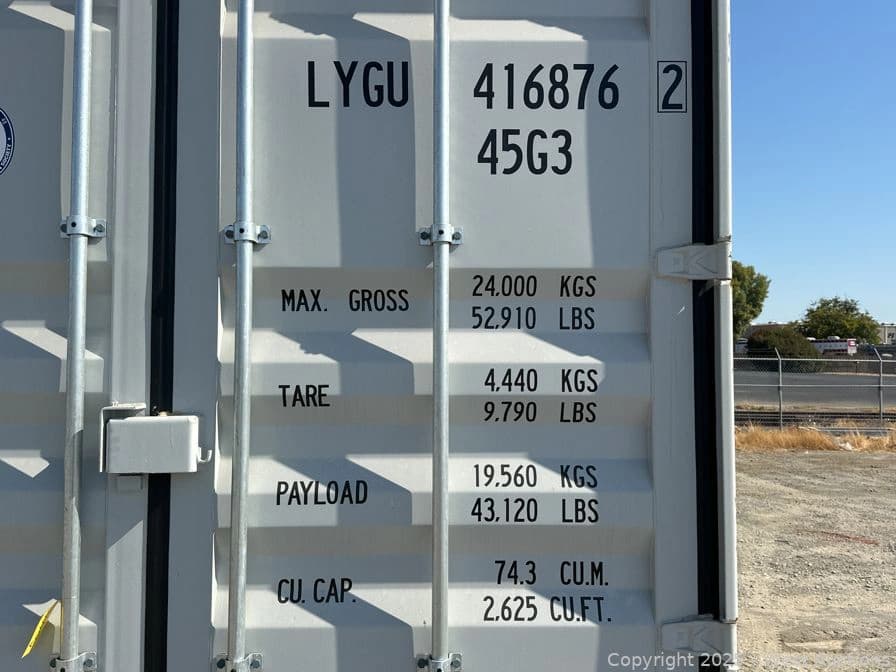 LYGU 416876 2
45G3
MAX. GROSS 24.000 KGS
52.910 LBS
TARE 4.440 KGS
9.790 LBS
PAYLOAD 19.560 KGS
43.120 LBS
CU. CAP. 74.3 CU.M.
2.625 CU.FT.
Copyright